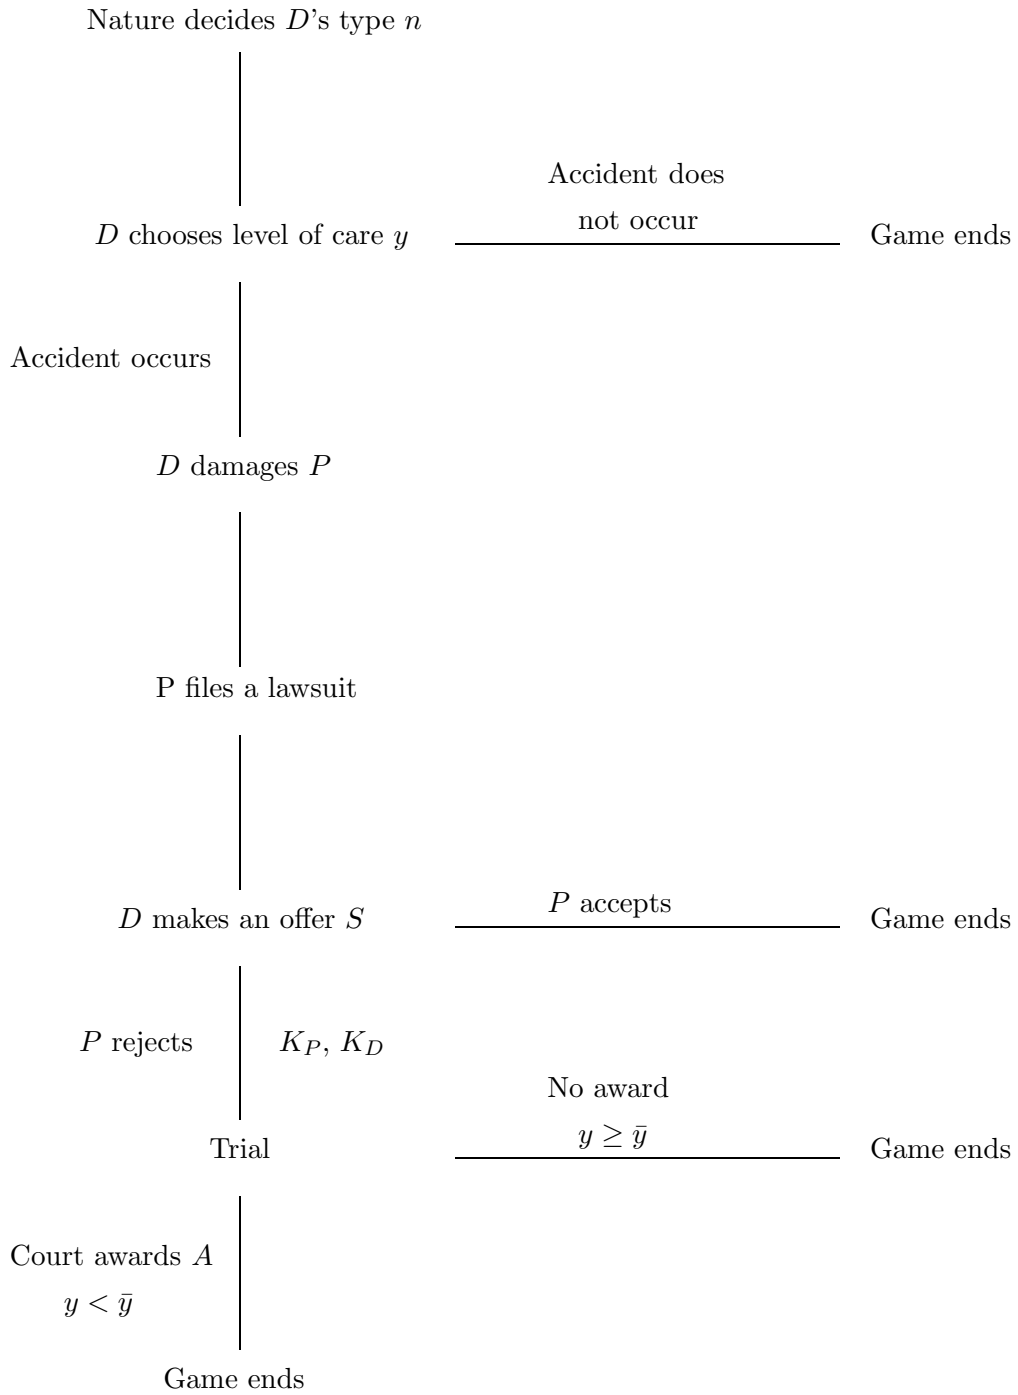 Nature decides D's type n
Accident does
not occur
D chooses level of care y
Game ends
Accident occurs
D damages P
P files a lawsuit
P accepts
D makes an offer S
Game ends
P rejects
K_P, K_D
No award
y ≥ ȳ
Trial
Game ends
Court awards A
y < ȳ
Game ends